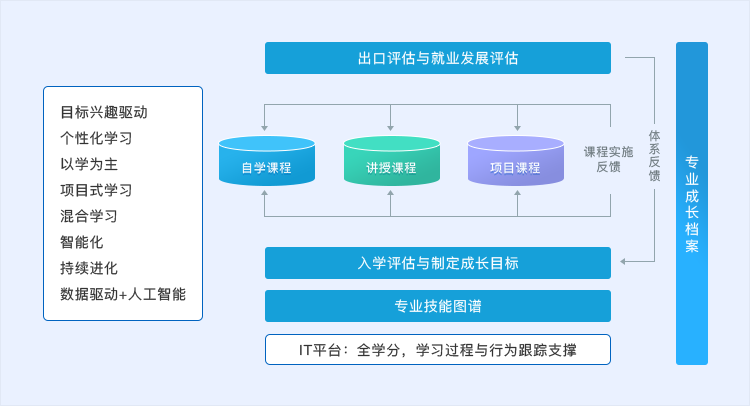 出口评估与就业发展评估
目标兴趣驱动
个性化学习
以学为主
项目式学习
混合学习
智能化
持续进化
数据驱动+人工智能
自学课程
讲授课程
项目课程
课程实施
反馈
体系反馈
专业成长档案
入学评估与制定成长目标
专业技能图谱
IT平台：全学分，学习过程与行为跟踪支撑